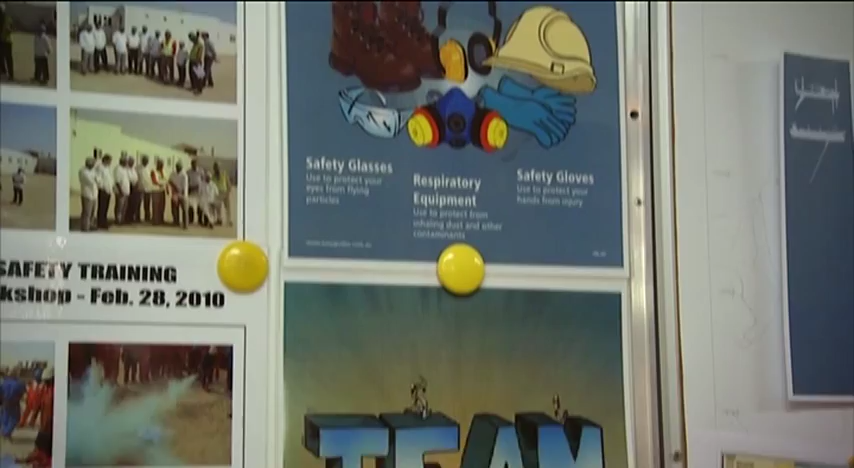 SAFETY TRAINING
kshop - Feb. 28, 2010
Safety Glasses
Use to protect your
eyes from flying
particles
Respiratory
Equipment
Use to protect from
inhaling dust and other
contaminants
Safety Gloves
Use to protect your
hands from injury
TEAM